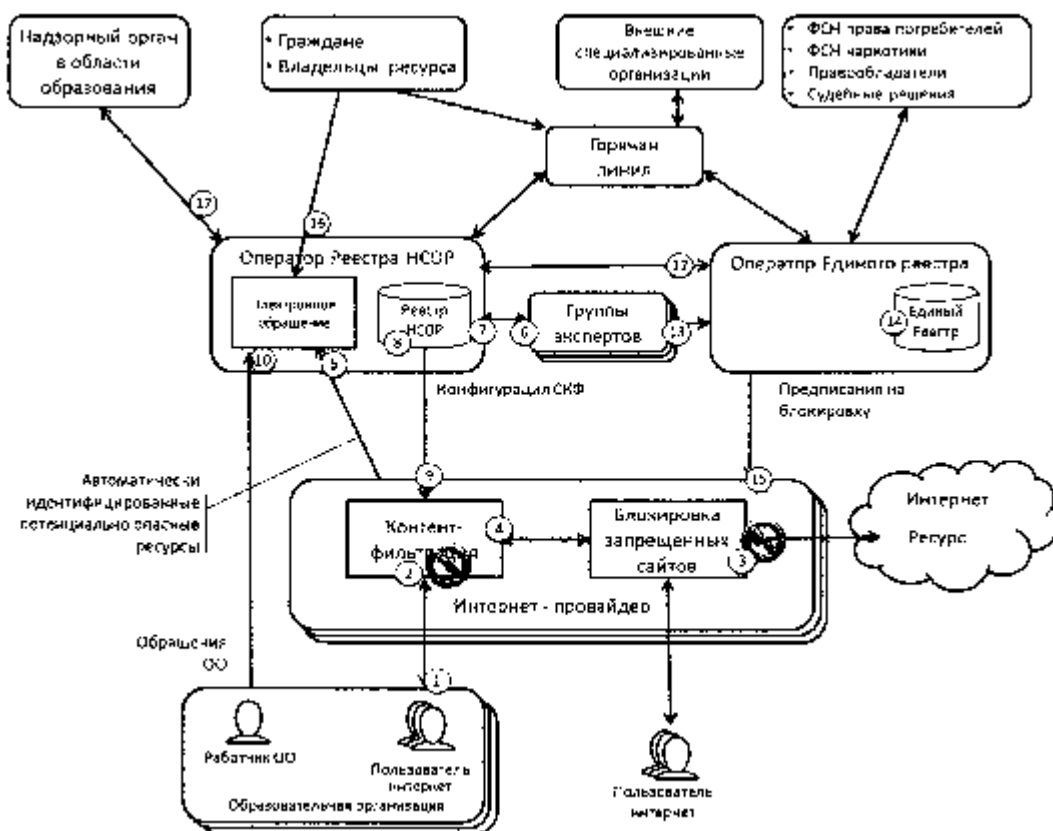 Надзорный орган
в области
образования
• Граждане
• Владельцы ресурса
Внешние
специализированные
организации
• ФСН права потребителей
• ФСН наркотики
• Правообладатели
• Судебные решения
Горячая
линия
17
16
Оператор Реестра НСОР
Электронное
обращение
Реестр
НСОР
8
7
6
Группы
экспертов
13
12
Оператор Единого реестра
Единый
Реестр
14
10
5
Конфигурация СКФ
Предписания на
блокировку
Автоматически
идентифицированные
потенциально опасные
ресурсы
9
15
Контент-
фильтрация
2
4
Блокировка
запрещенных
сайтов
3
Интернет
Ресурс
Интернет - провайдер
Обращения
ОО
1
Работник ОО
Пользователь
интернет
Образовательная организация
Пользователь
интернет